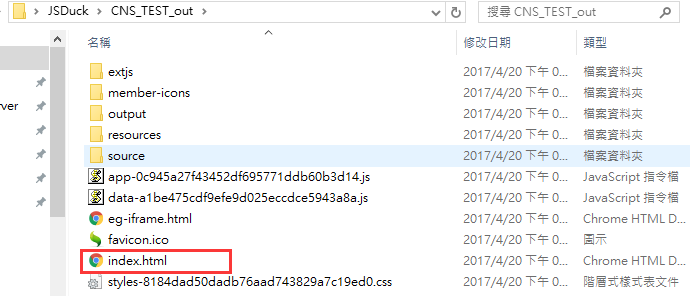 JSDuck > CNS_TEST_out
搜尋 CNS_TEST_out
名稱 修改日期 類型
extjs 2017/4/20 下午 0... 檔案資料夾
member-icons 2017/4/20 下午 0... 檔案資料夾
output 2017/4/20 下午 0... 檔案資料夾
resources 2017/4/20 下午 0... 檔案資料夾
rver source 2017/4/20 下午 0... 檔案資料夾
app-0c945a27f43452df695771ddb60b3d14.js 2017/4/20 下午 0... JavaScript 指令檔
data-a1be475cdf9efe9d025eccdce5943a8a.js 2017/4/20 下午 0... JavaScript 指令檔
eg-iframe.html 2017/4/20 下午 0... Chrome HTML D...
favicon.ico 2017/4/20 下午 0... 圖示
index.html 2017/4/20 下午 0... Chrome HTML D...
styles-8184dad50dadb76aad743829a7c19ed0.css 2017/4/20 下午 0... 階層式樣式表文件